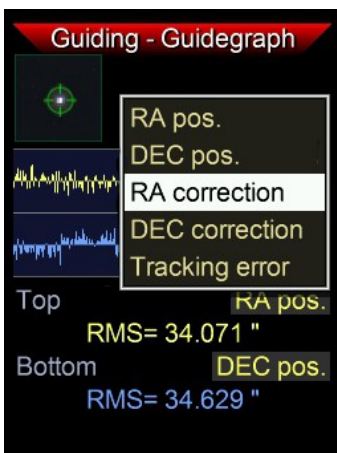 Guiding - Guidegraph
RA pos.
DEC pos.
RA correction
DEC correction
Tracking error
Top RA pos.
RMS= 34.071 "
Bottom DEC pos.
RMS= 34.629 "